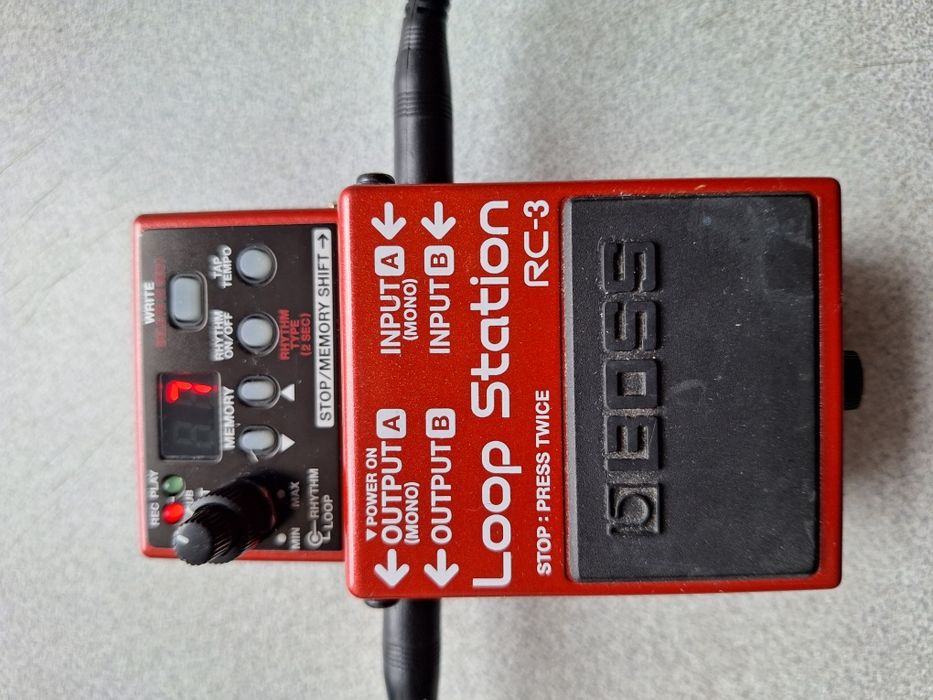 WRITE
REC PLAY
7
RHYTHM
ON/OFF
TAP
TEMPO
MEMORY
RHYTHM
TYPE
(2 SEC)
MIN
MAX
RHYTHM
LOOP
STOP/MEMORY SHIFT
POWER ON
OUTPUT A
(MONO)
INPUT A
(MONO)
OUTPUT B
INPUT B
Loop Station
STOP : PRESS TWICE
RC-3
BOSS